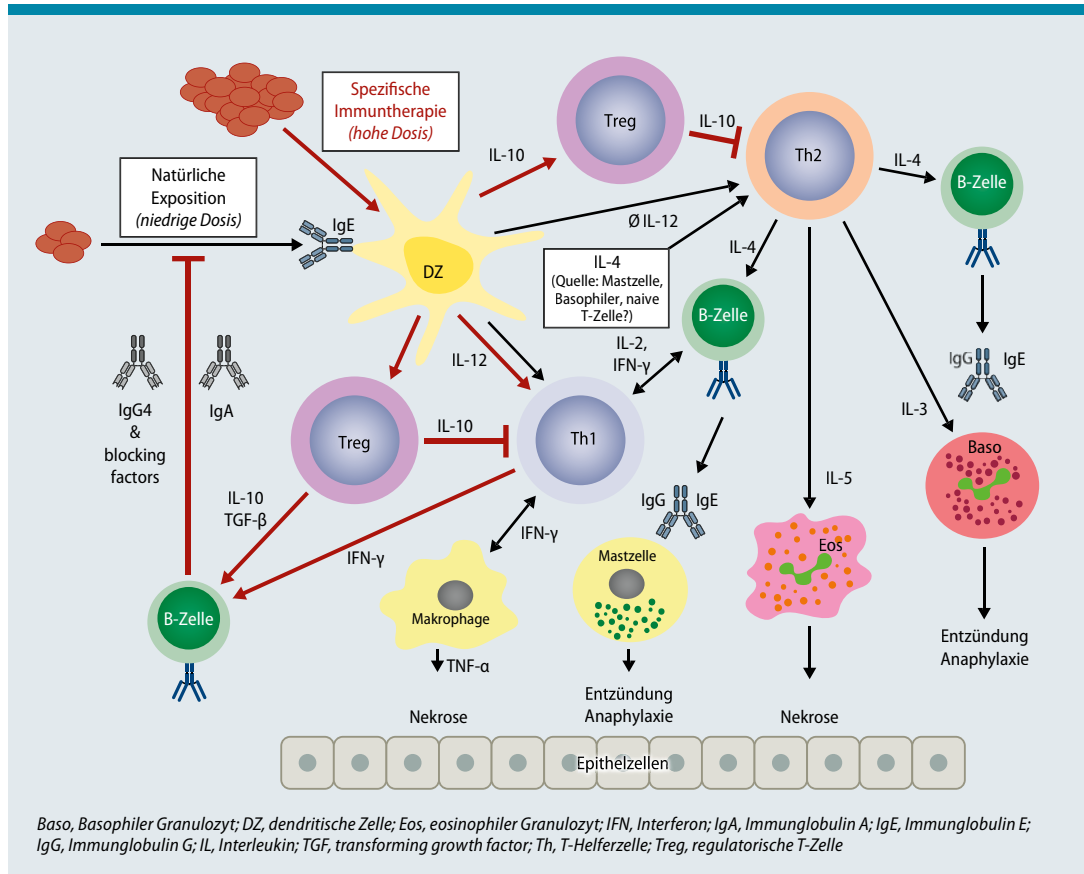 Spezifische
Immuntherapie
(hohe Dosis)
Natürliche
Exposition
(niedrige Dosis)
IgE
DZ
IL-10
Treg
IL-10
Th2
IL-4
B-Zelle
Ø IL-12
IL-4
(Quelle: Mastzelle,
Basophiler, naive
T-Zelle?)
IL-4
B-Zelle
IL-2,
IFN-γ
IL-12
IgG
IgE
IL-3
IgG4
&
blocking
factors
IgA
Treg
IL-10
Th1
Baso
IL-10
TGF-β
IFN-γ
IFN-γ
IgG
IgE
IL-5
Eos
Mastzelle
Makrophage
B-Zelle
TNF-α
Entzündung
Anaphylaxie
Nekrose
Entzündung
Anaphylaxie
Nekrose
Epithelzellen
Baso, Basophiler Granulozyt; DZ, dendritische Zelle; Eos, eosinophiler Granulozyt; IFN, Interferon; IgA, Immunglobulin A; IgE, Immunglobulin E;
IgG, Immunglobulin G; IL, Interleukin; TGF, transforming growth factor; Th, T-Helferzelle; Treg, regulatorische T-Zelle